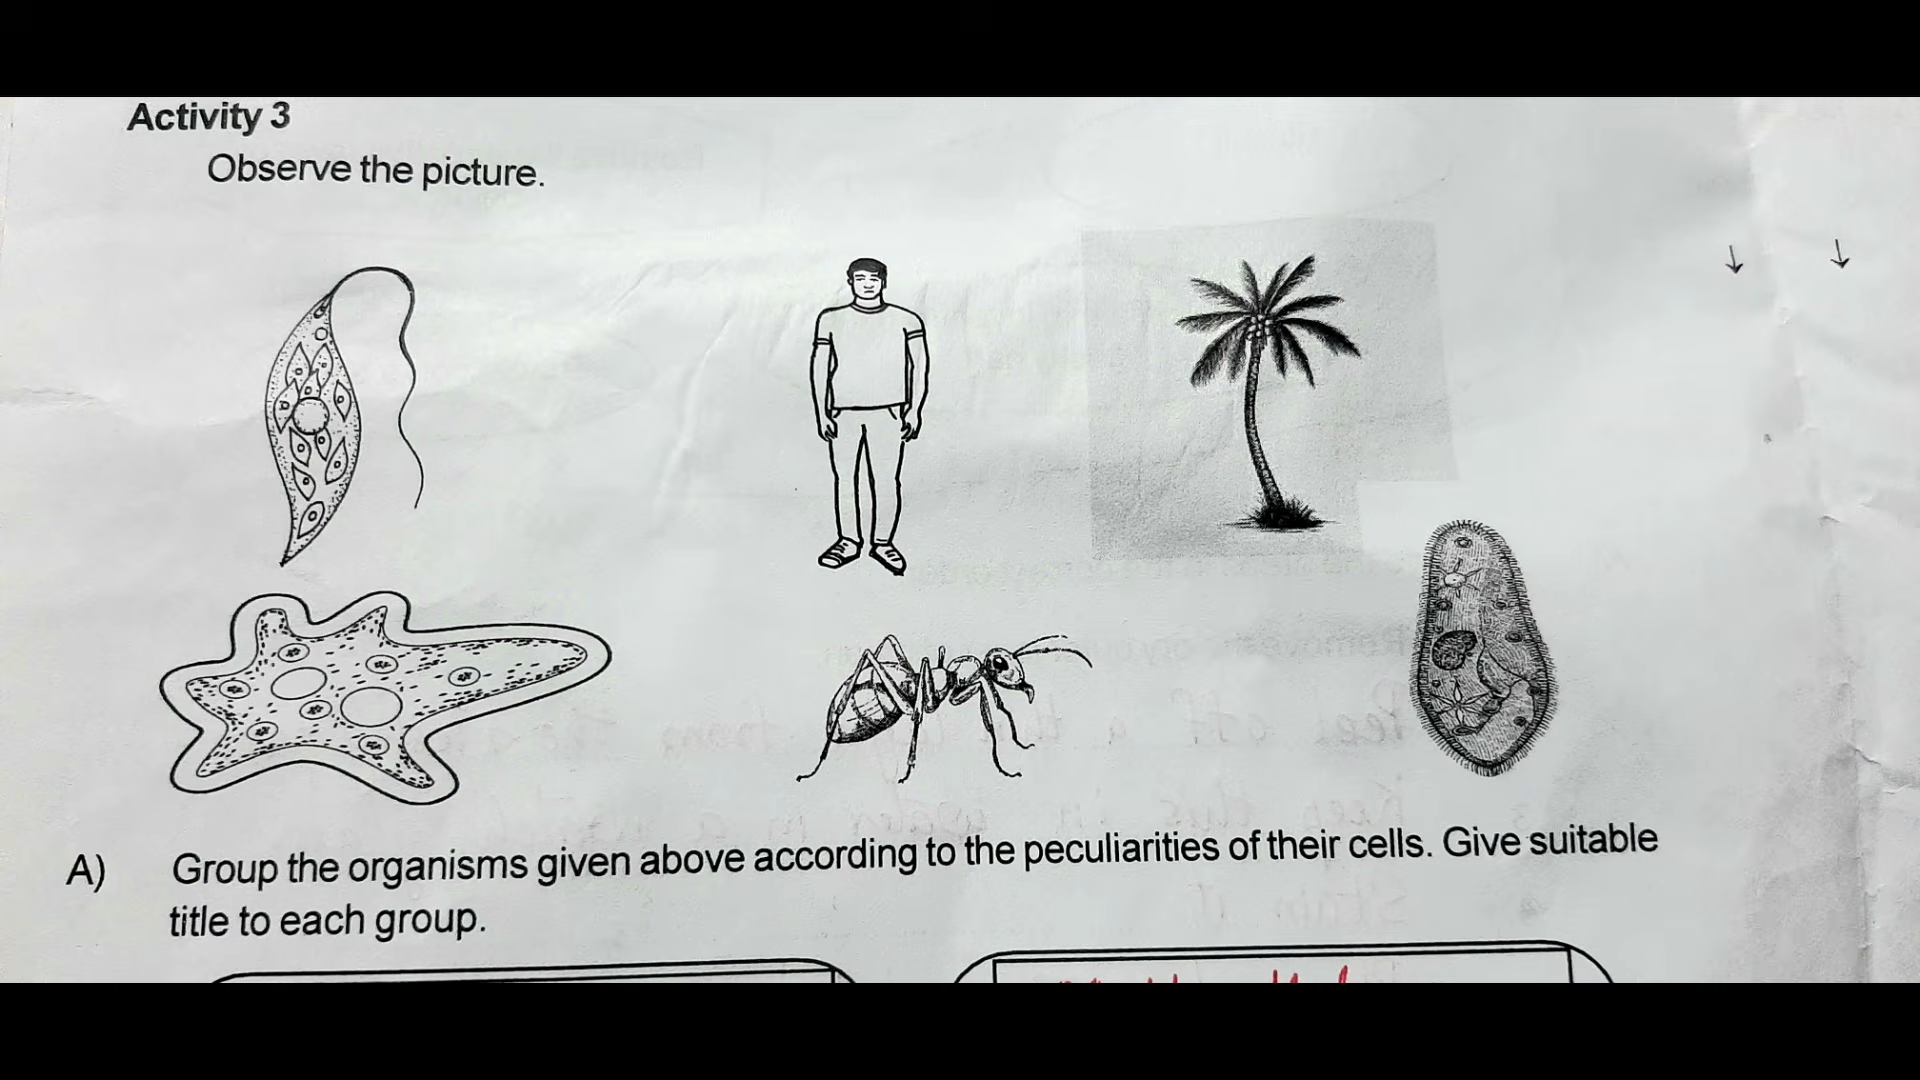 Activity 3
Observe the picture.
A) Group the organisms given above according to the peculiarities of their cells. Give suitable
title to each group.